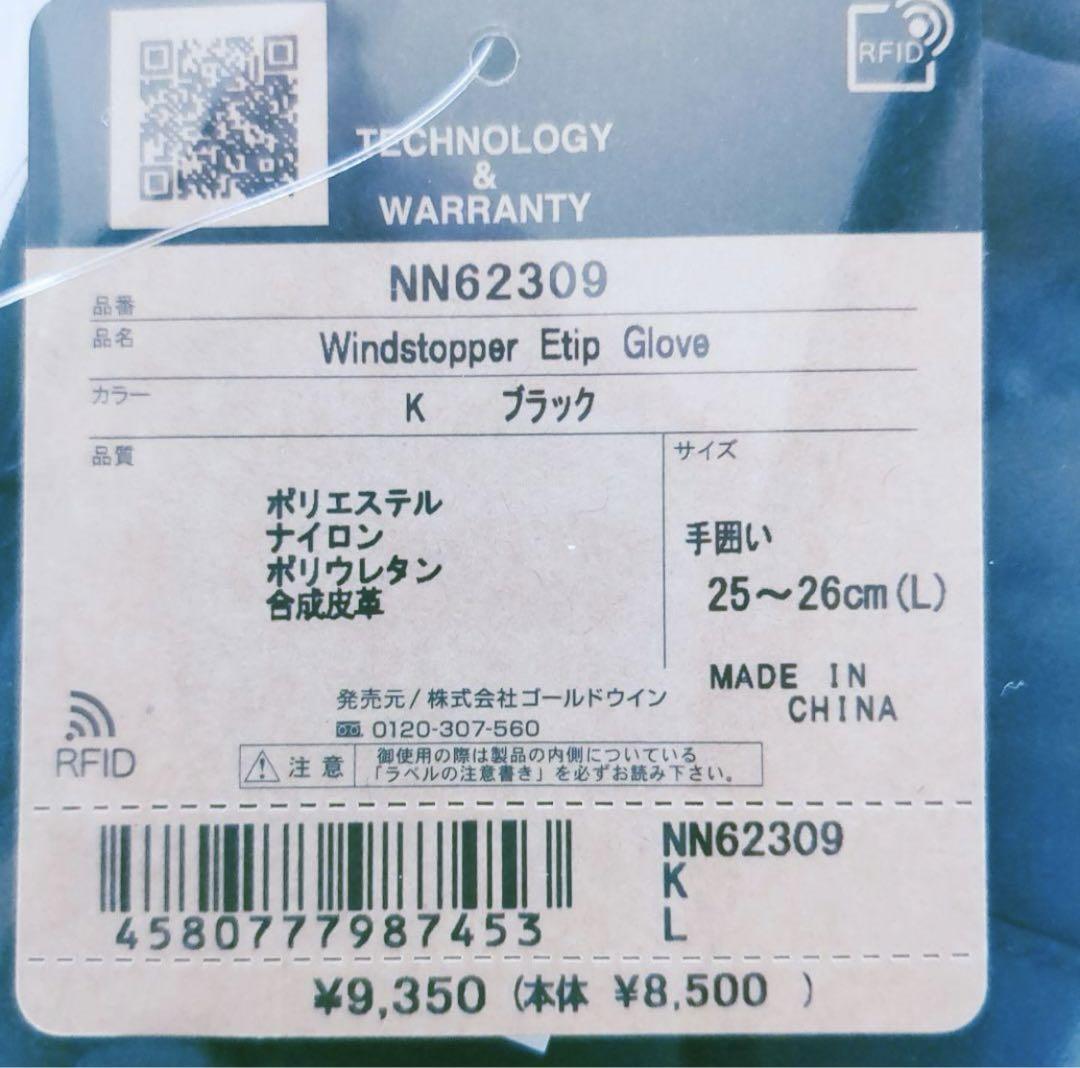 RFID
TECHNOLOGY
&
WARRANTY
品番 NN62309
品名 Windstopper Etip Glove
カラー K ブラック
品質
ポリエステル
ナイロン
ポリウレタン
合成皮革
サイズ
手囲い
25～26cm(L)
MADE IN
CHINA
発売元/株式会社ゴールドウイン
0120-307-560
RFID
注意
御使用の際は製品の内側についている
「ラベルの注意書き」を必ずお読み下さい。
4580777987453
NN62309
K
L
¥9,350 (本体 ¥8,500 )